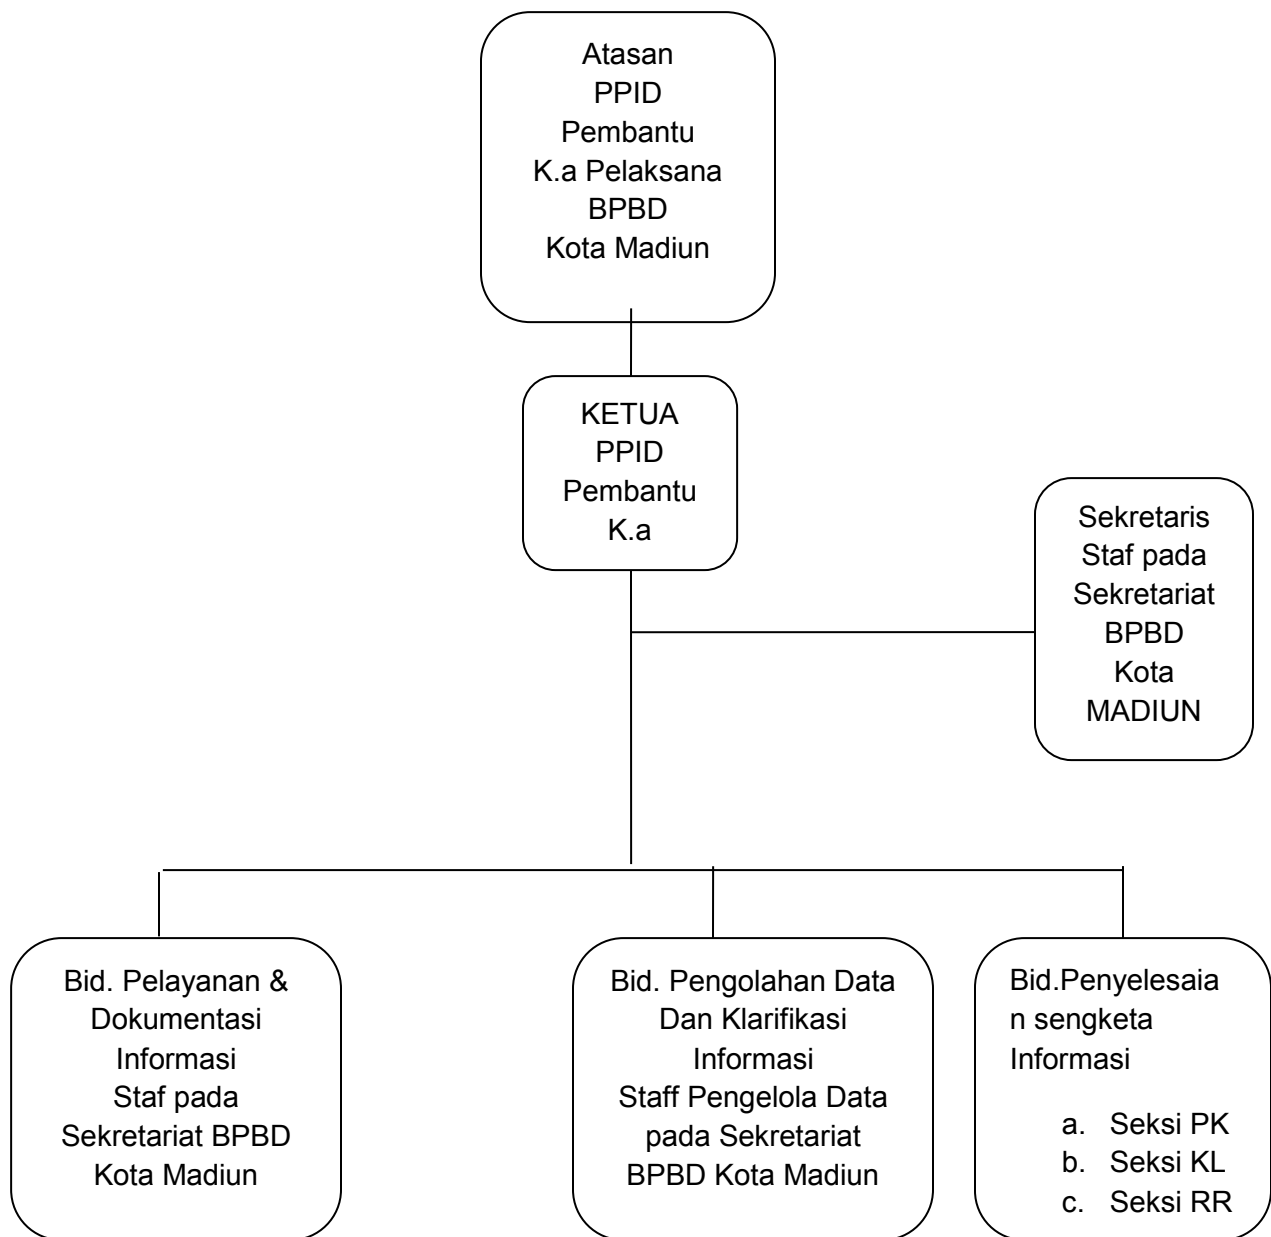 Atasan
PPID
Pembantu
K.a Pelaksana
BPBD
Kota Madiun
KETUA
PPID
Pembantu
K.a
Sekretaris
Staf pada
Sekretariat
BPBD
Kota
MADIUN
Bid. Pelayanan &
Dokumentasi
Informasi
Staf pada
Sekretariat BPBD
Kota Madiun
Bid. Pengolahan Data
Dan Klarifikasi
Informasi
Staff Pengelola Data
pada Sekretariat
BPBD Kota Madiun
Bid.Penyelesaia
n sengketa
Informasi
a. Seksi PK
b. Seksi KL
c. Seksi RR